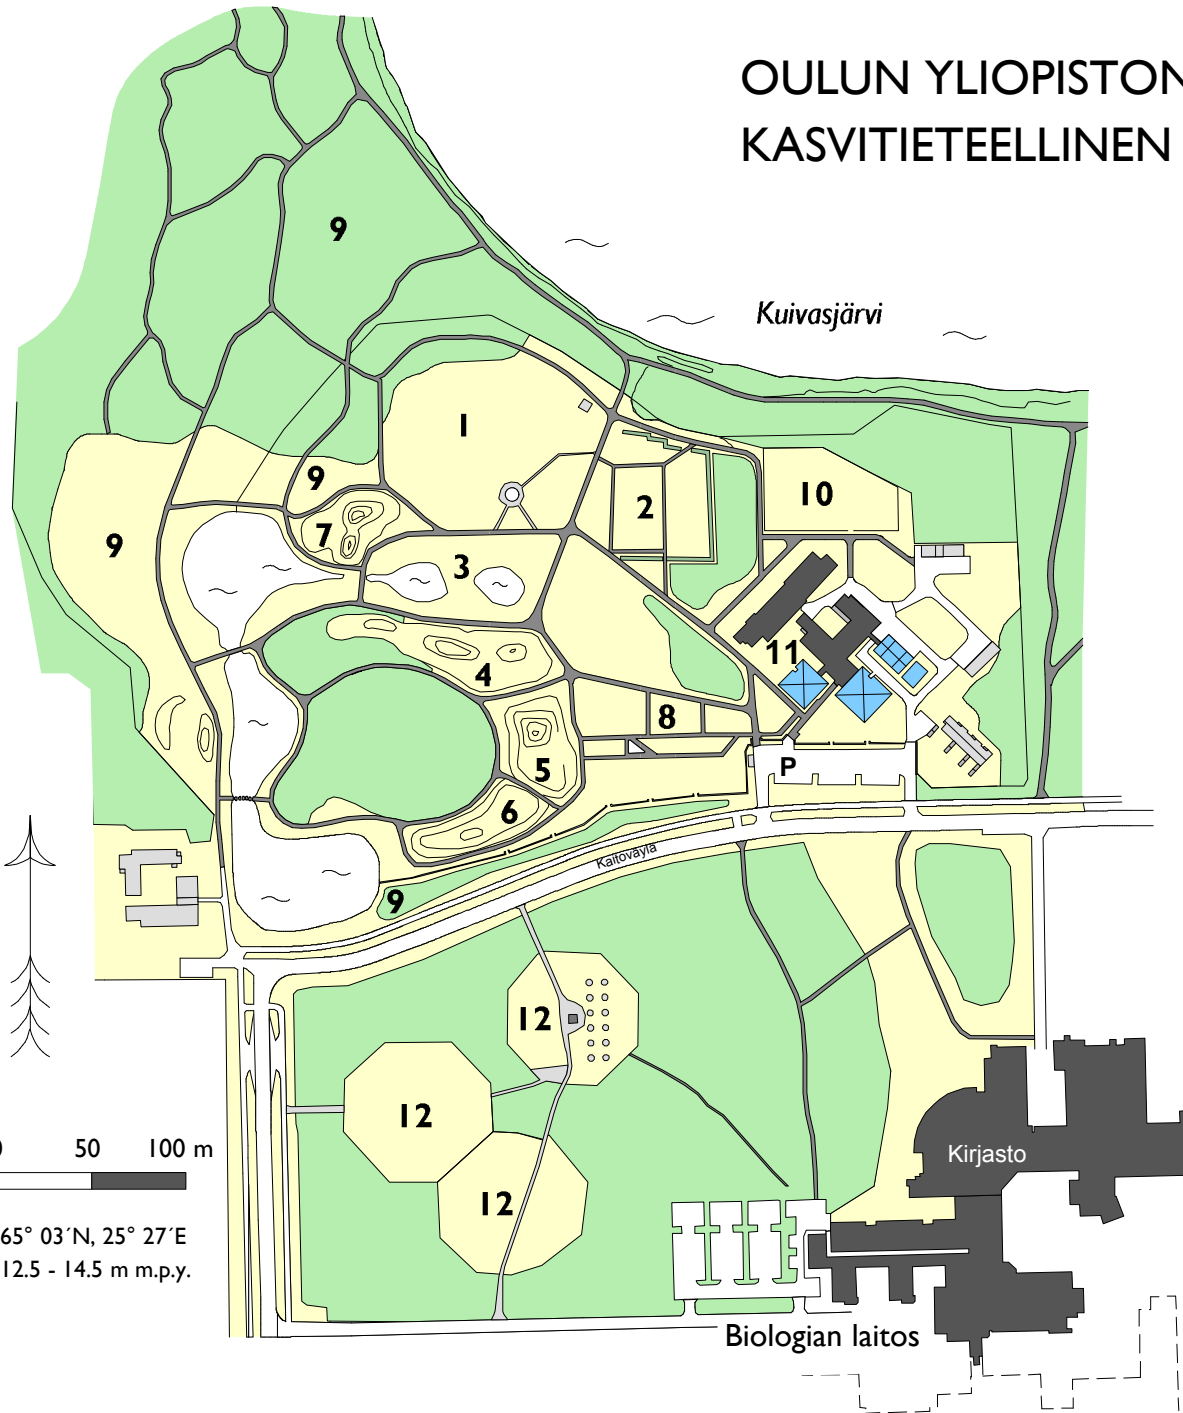 OULUN YLIOPISTON
KASVITIETEELLINEN
9
Kuivasjärvi
1
9
2
10
7
9
3
11
4
8
5
P
6
Kaitoväylä
9
12
12
Kirjasto
50 100 m
12
65° 03´N, 25° 27´E
12.5 - 14.5 m m.p.y.
Biologian laitos